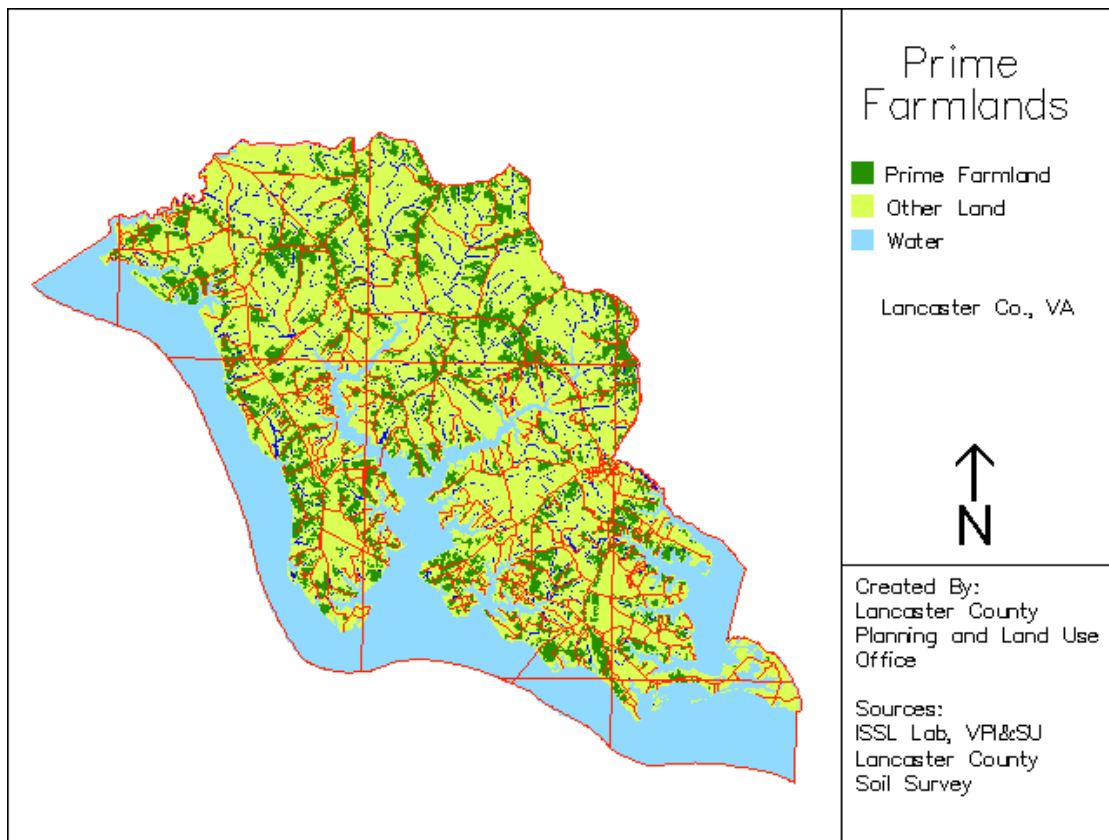 Prime
Farmlands
Prime Farmland
Other Land
Water
Lancaster Co., VA
N
Created By:
Lancaster County
Planning and Land Use
Office
Sources:
ISSL Lab, VPI&SU
Lancaster County
Soil Survey